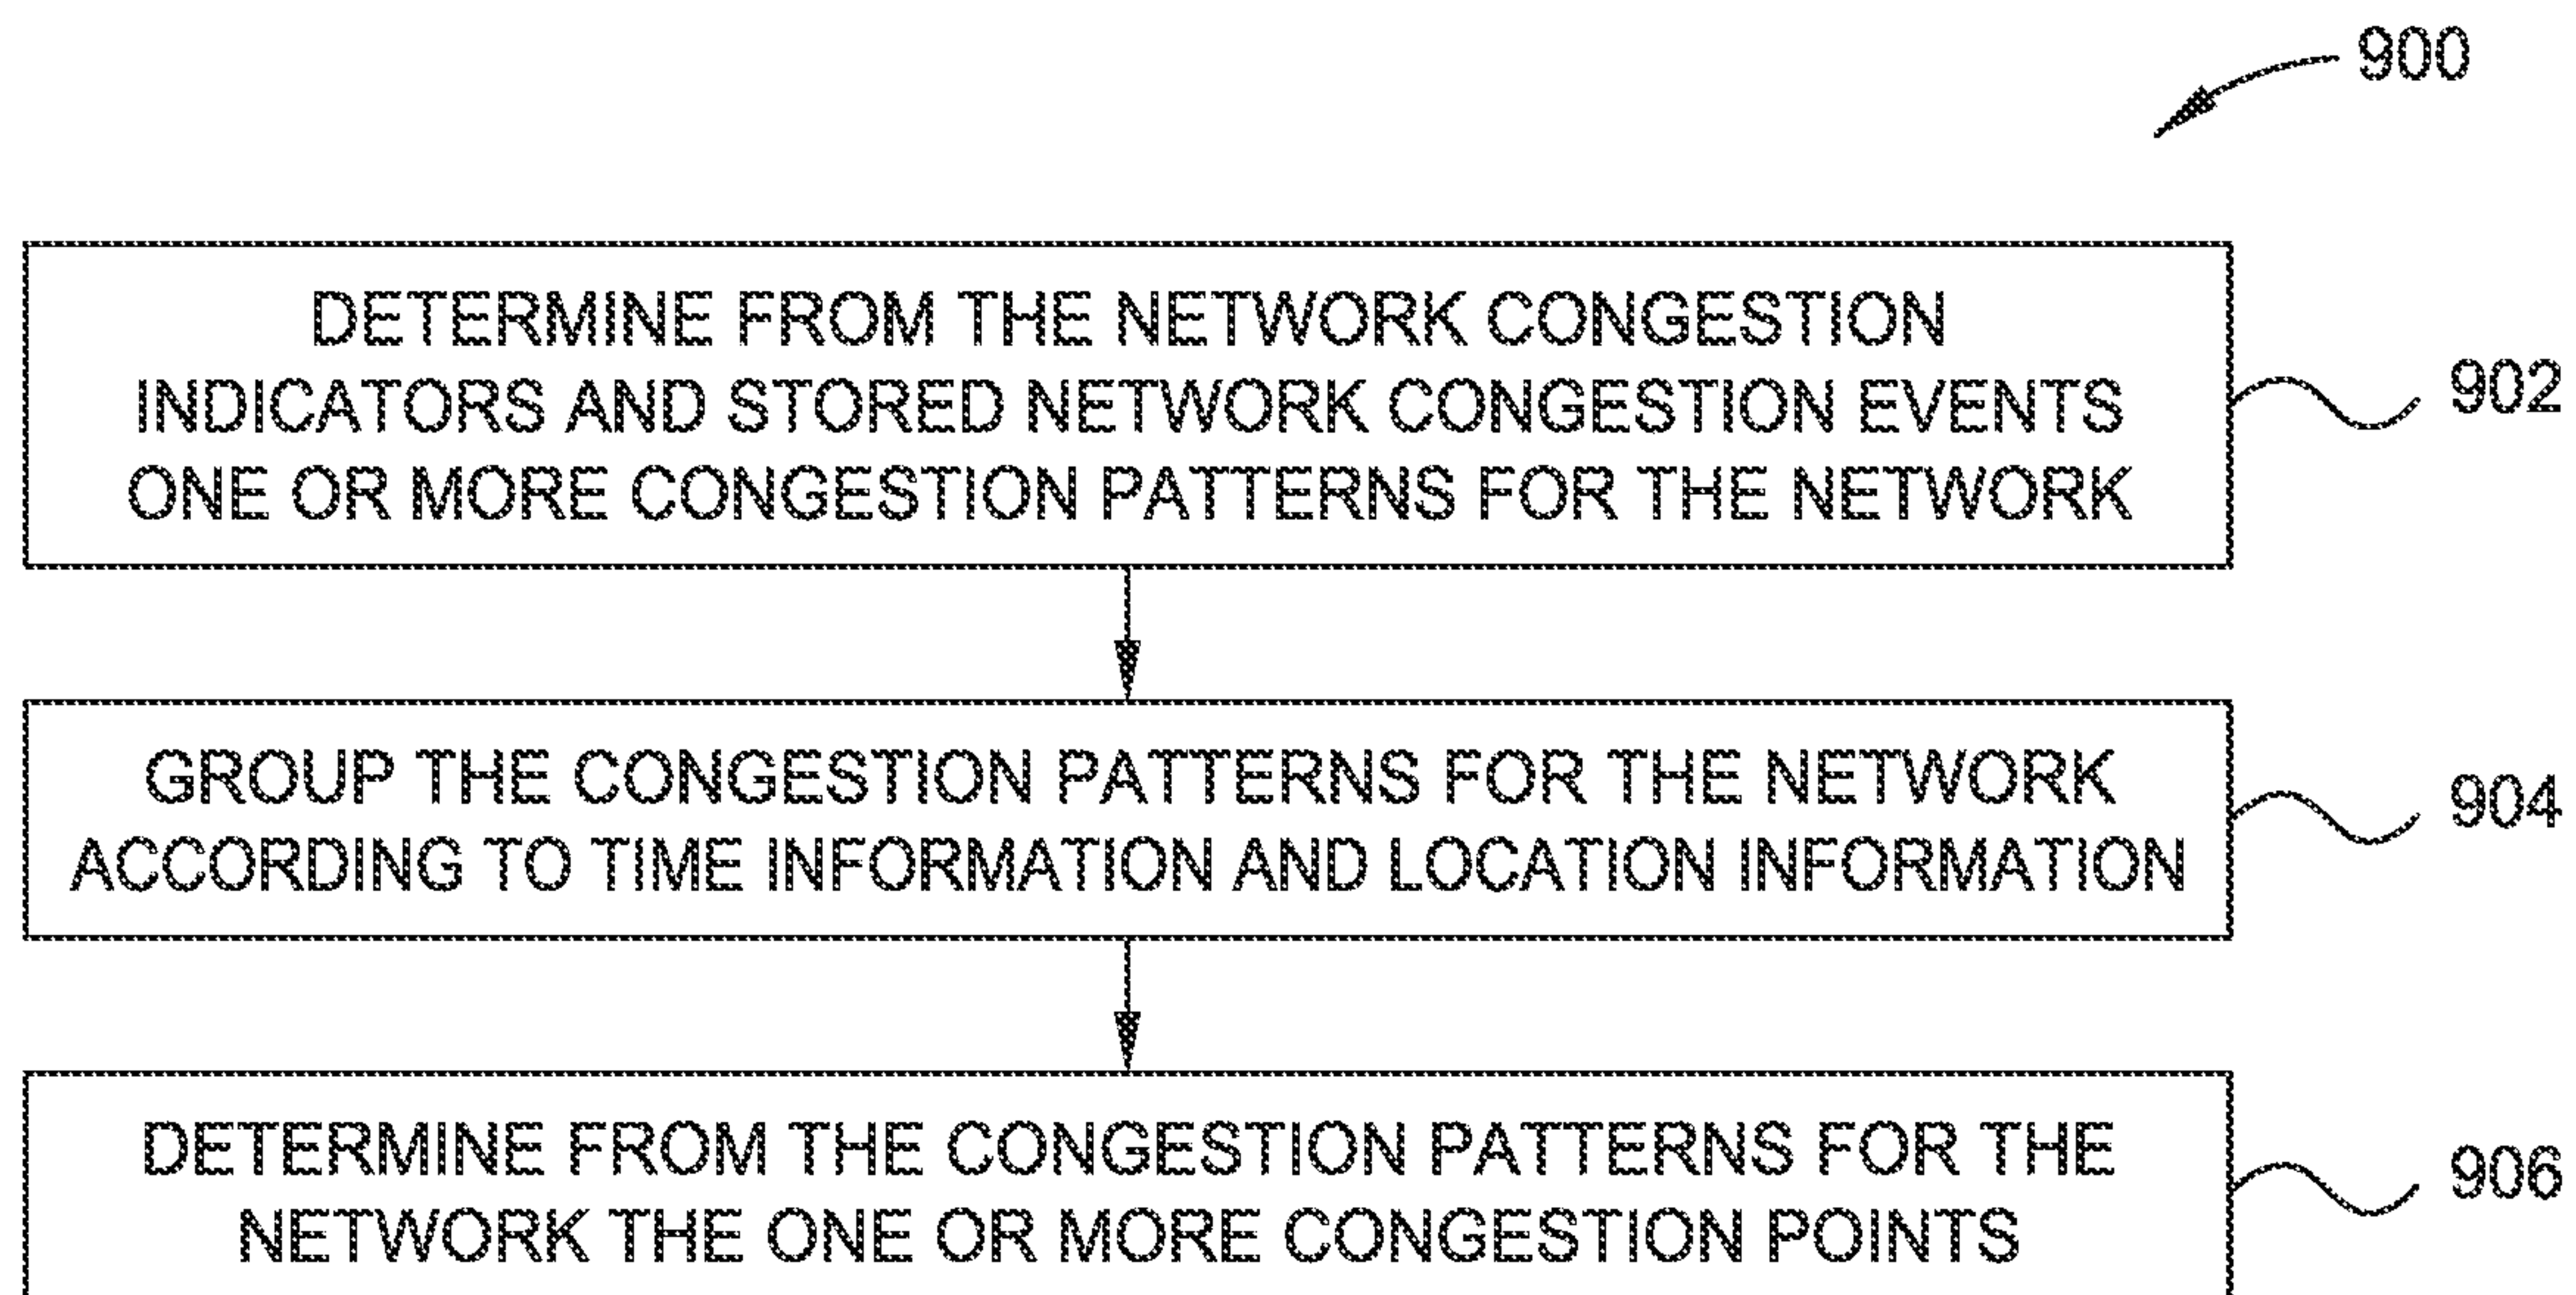 900
DETERMINE FROM THE NETWORK CONGESTION
INDICATORS AND STORED NETWORK CONGESTION EVENTS
ONE OR MORE CONGESTION PATTERNS FOR THE NETWORK
902
GROUP THE CONGESTION PATTERNS FOR THE NETWORK
ACCORDING TO TIME INFORMATION AND LOCATION INFORMATION
904
DETERMINE FROM THE CONGESTION PATTERNS FOR THE
NETWORK THE ONE OR MORE CONGESTION POINTS
906